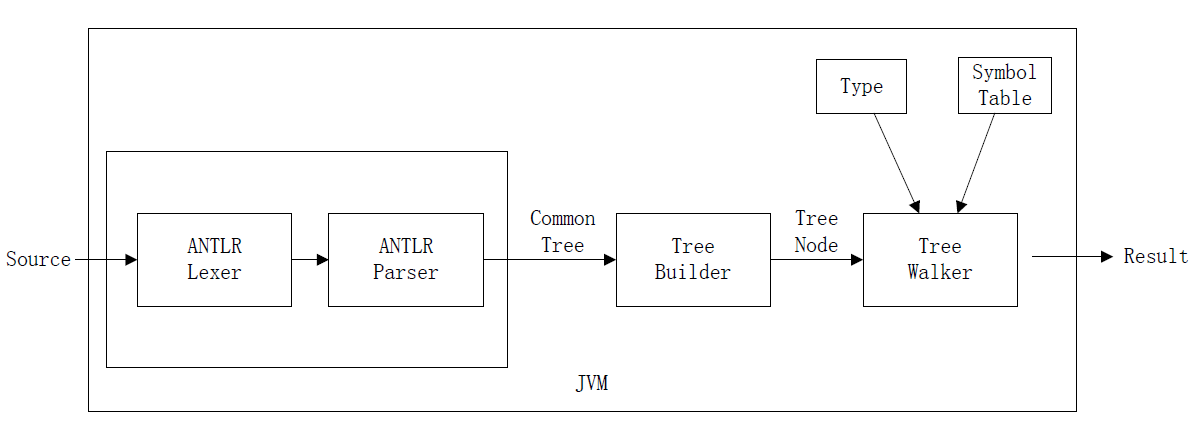 Type
Symbol
Table
Source
ANTLR
Lexer
ANTLR
Parser
Common
Tree
Tree
Builder
Tree
Node
Tree
Walker
Result
JVM